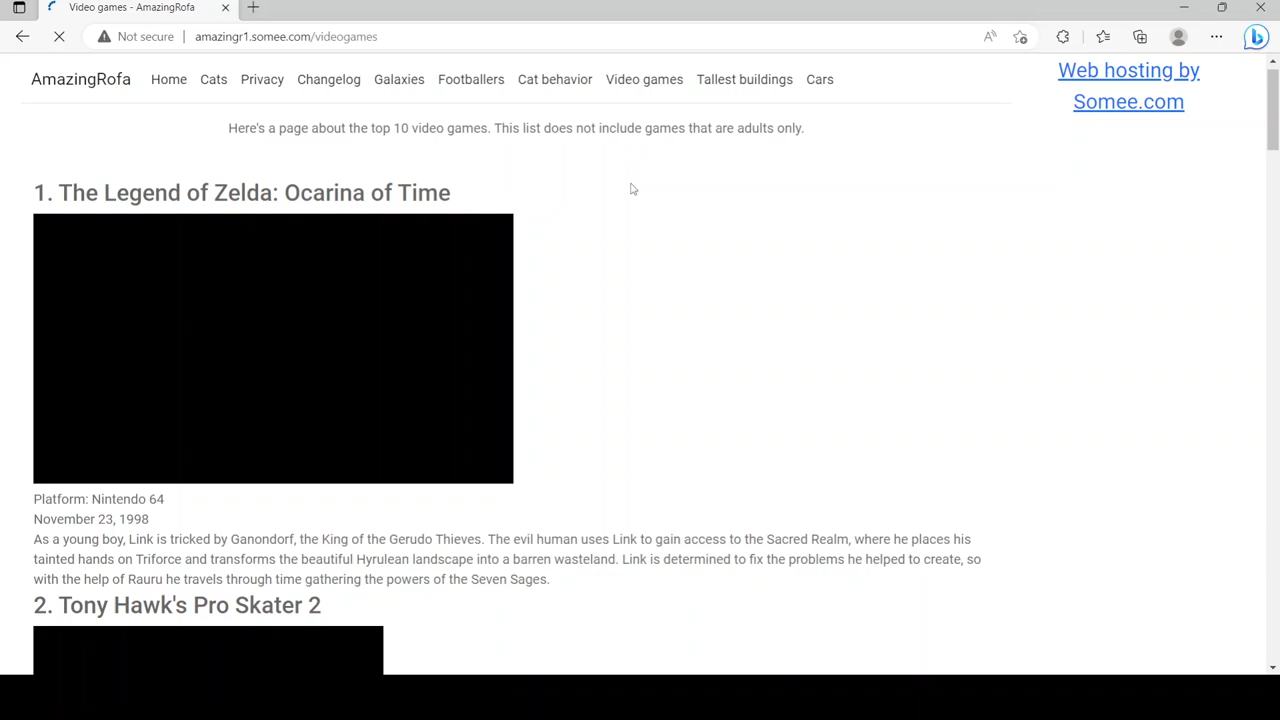 Video games - AmazingRofa
Not secure amazingr1.somee.com/videogames
AmazingRofa Home Cats Privacy Changelog Galaxies Footballers Cat behavior Video games Tallest buildings Cars
Web hosting by
Somee.com
Here's a page about the top 10 video games. This list does not include games that are adults only.
1. The Legend of Zelda: Ocarina of Time
Platform: Nintendo 64
November 23, 1998
As a young boy, Link is tricked by Ganondorf, the King of the Gerudo Thieves. The evil human uses Link to gain access to the Sacred Realm, where he places his
tainted hands on Triforce and transforms the beautiful Hyrulean landscape into a barren wasteland. Link is determined to fix the problems he helped to create, so
with the help of Rauru he travels through time gathering the powers of the Seven Sages.
2. Tony Hawk's Pro Skater 2